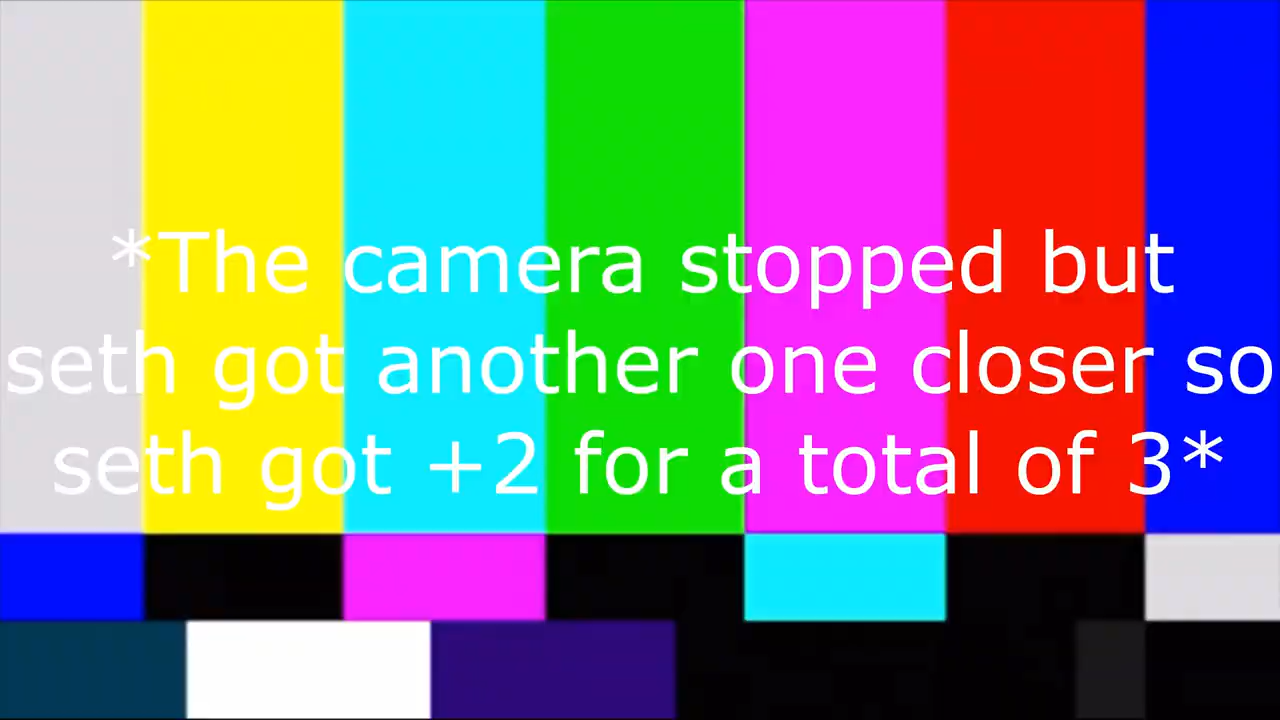 *The camera stopped but
seth got another one closer so
seth got +2 for a total of 3*